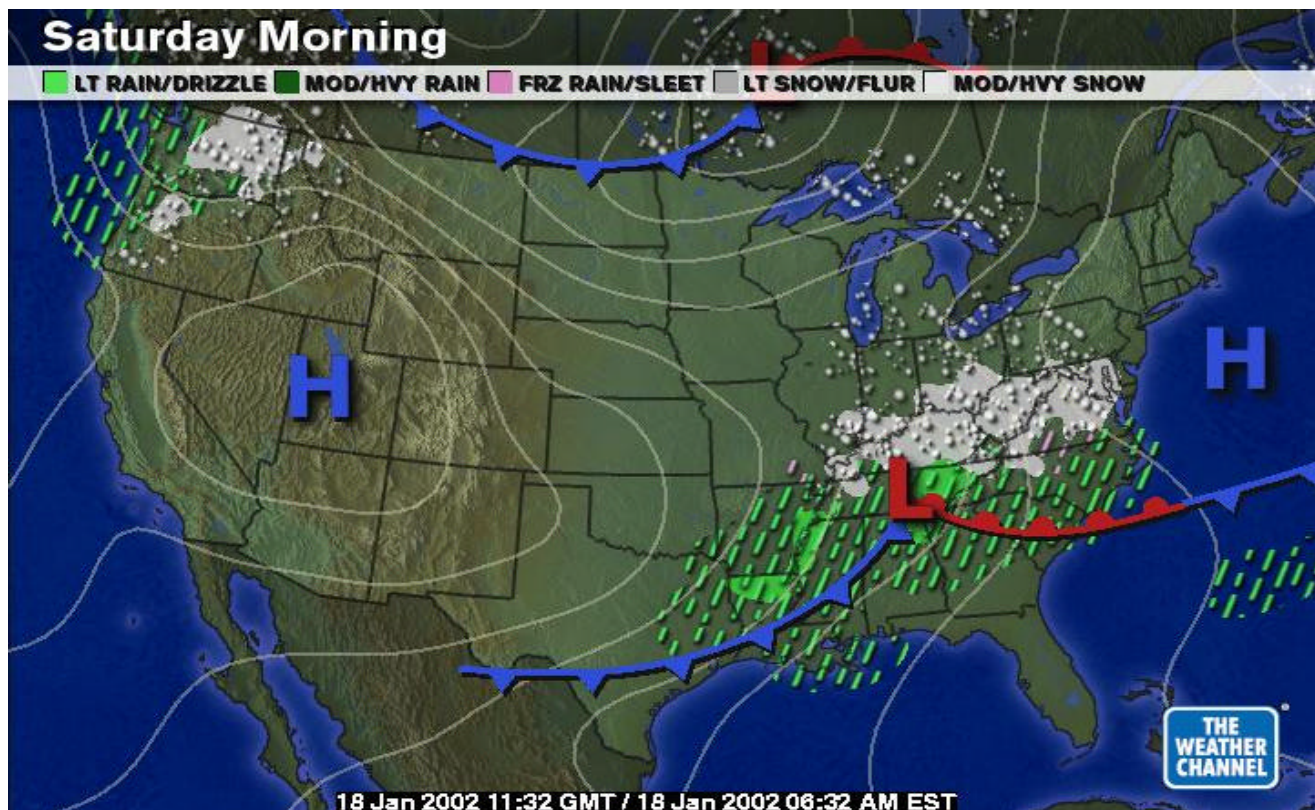 Saturday Morning
LT RAIN/DRIZZLE MOD/HVY RAIN FRZ RAIN/SLEET LT SNOW/FLUR MOD/HVY SNOW
L
H
H
L
THE
WEATHER
CHANNEL
18 Jan 2002 11:32 GMT / 18 Jan 2002 06:32 AM EST